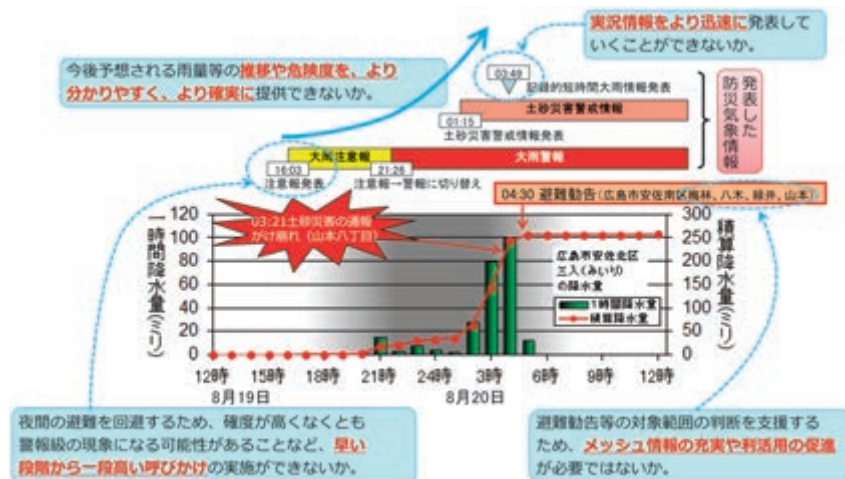 実況情報をより迅速に発表して
いくことができないか。
今後予想される雨量等の推移や危険度を、より
分かりやすく、より確実に提供できないか。
03:49
記録的短時間大雨情報発表
土砂災害警戒情報
01:15
土砂災害警戒情報発表
発表した
防災気象情報
大雨注意報
大雨警報
16:03
注意報発表
21:26
注意報→警報に切り替え
04:30 避難勧告(広島市安佐南区梅林、八木、緑井、山本)
03:21土砂災害の通報
がけ崩れ(山本八丁目)
一時間降水量(ミリ)
120
100
80
60
40
20
0
積算降水量(ミリ)
300
250
200
150
100
50
0
広島市安佐北区
三入(みいり)
の降水量
1時間降水量
積算降水量
12時 15時 18時 21時 24時 3時 6時 9時 12時
8月19日 8月20日
夜間の避難を回避するため、確度が高くなくとも
警報級の現象になる可能性があることなど、早い
段階から一段高い呼びかけの実施ができないか。
避難勧告等の対象範囲の判断を支援する
ため、メッシュ情報の充実や利活用の促進
が必要ではないか。